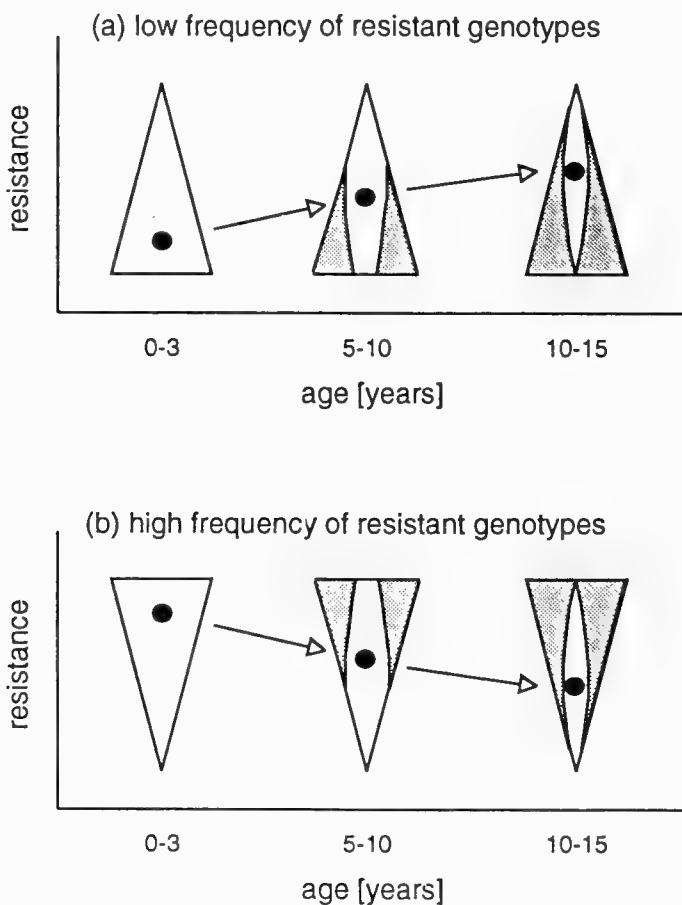 (a) low frequency of resistant genotypes
resistance
0-3 5-10 10-15
age [years]
(b) high frequency of resistant genotypes
resistance
0-3 5-10 10-15
age [years]